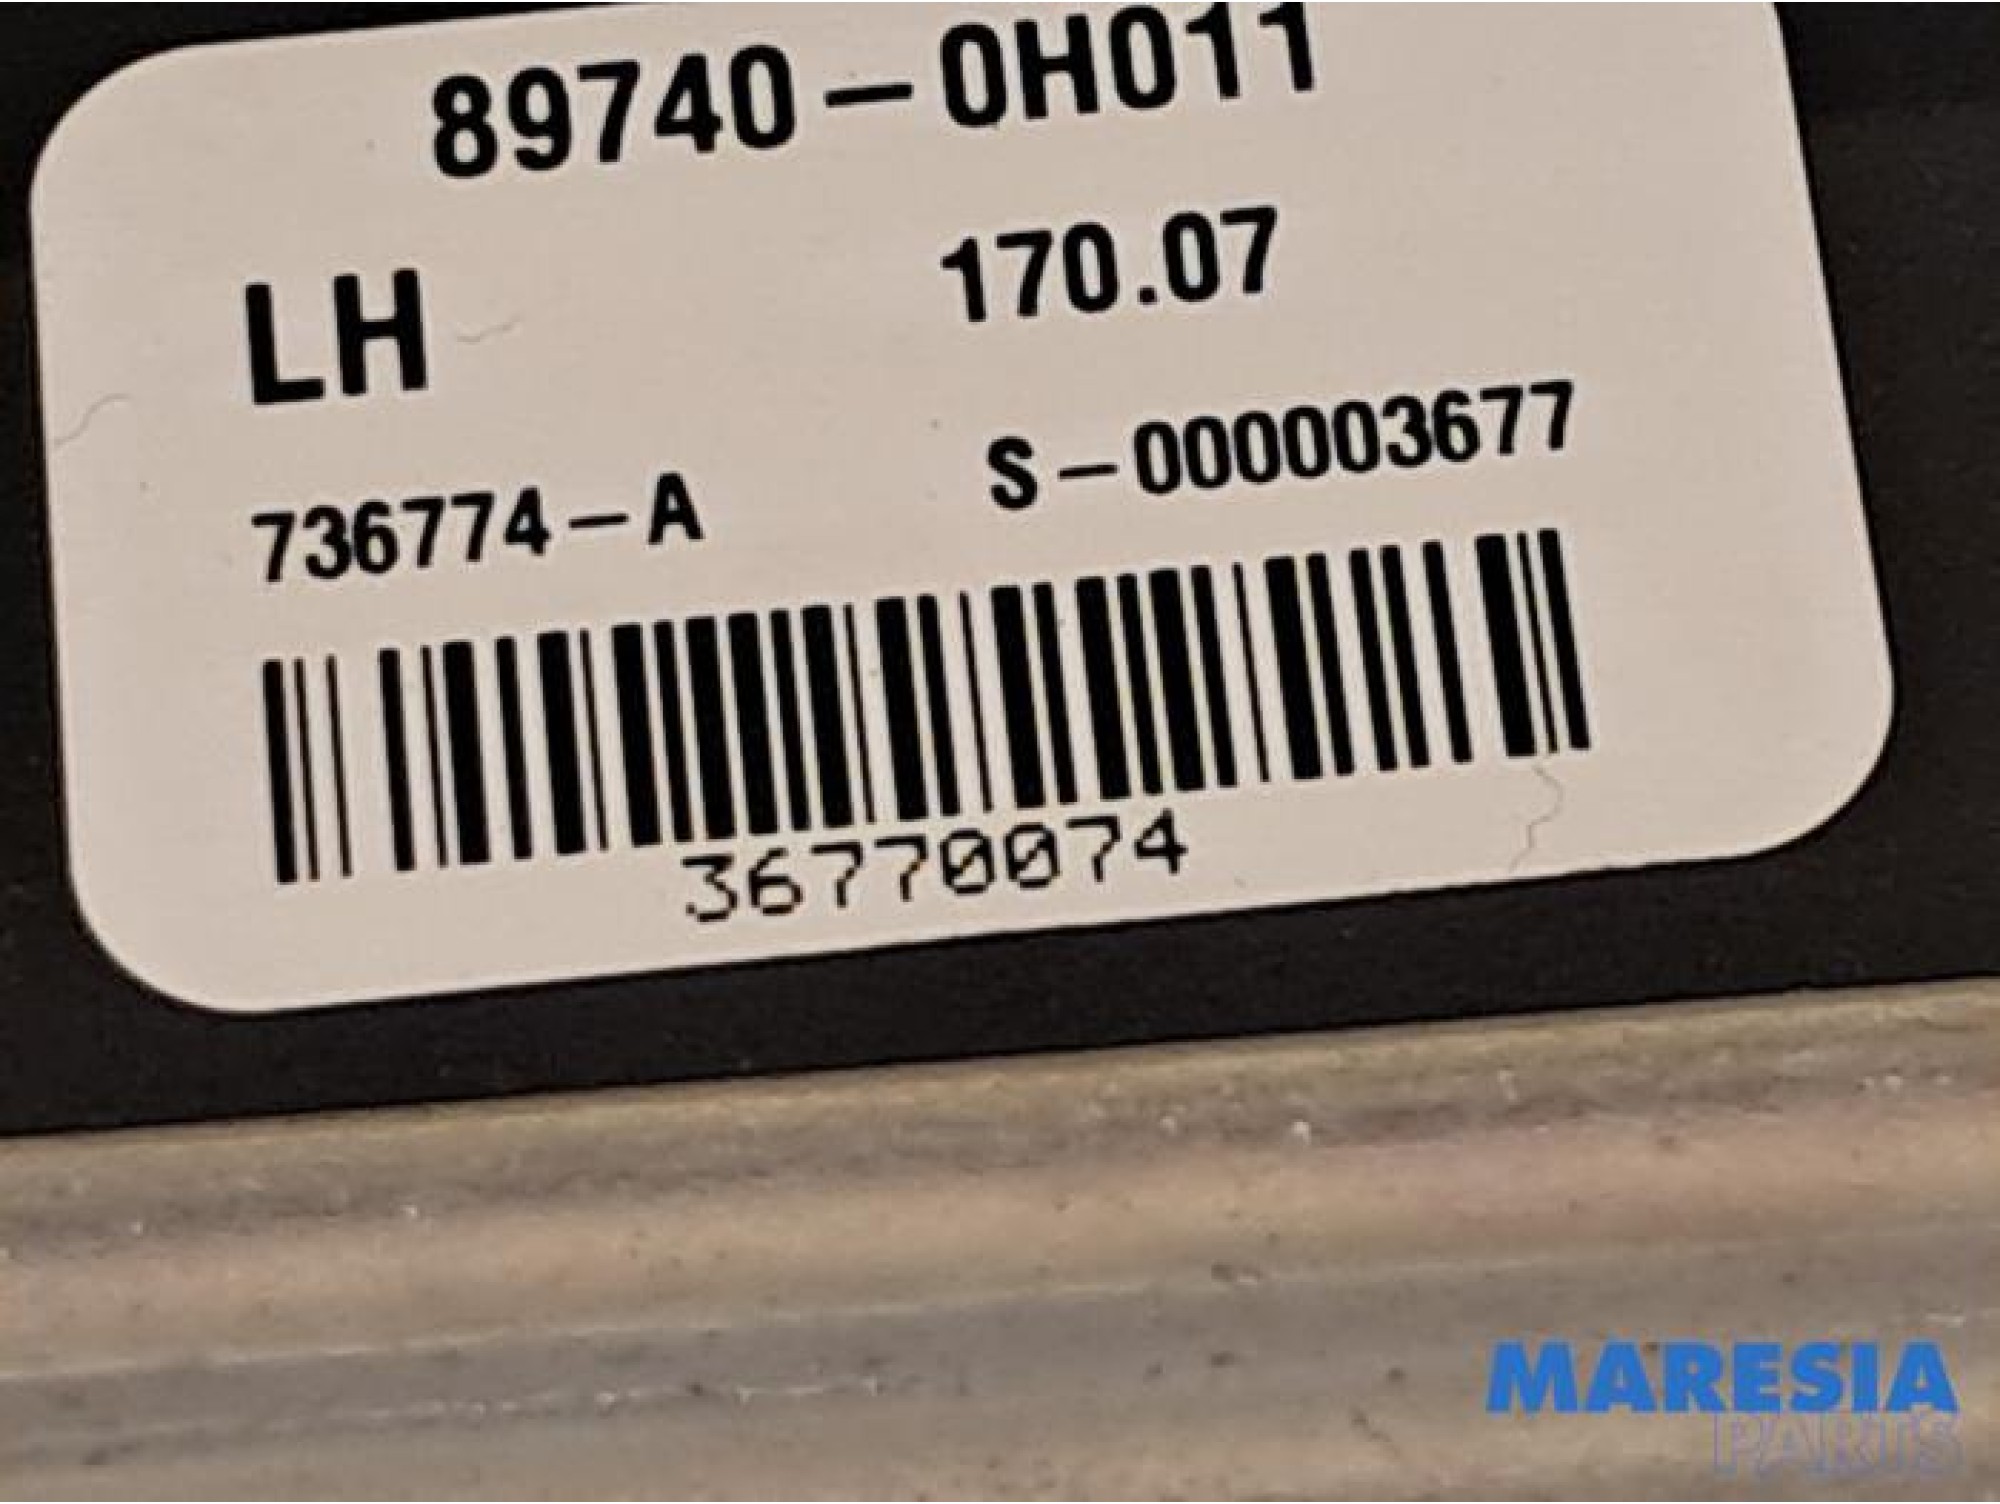 89740-0H011
LH 170.07
736774-A S-000003677
36770074
MARESIA
PARTS